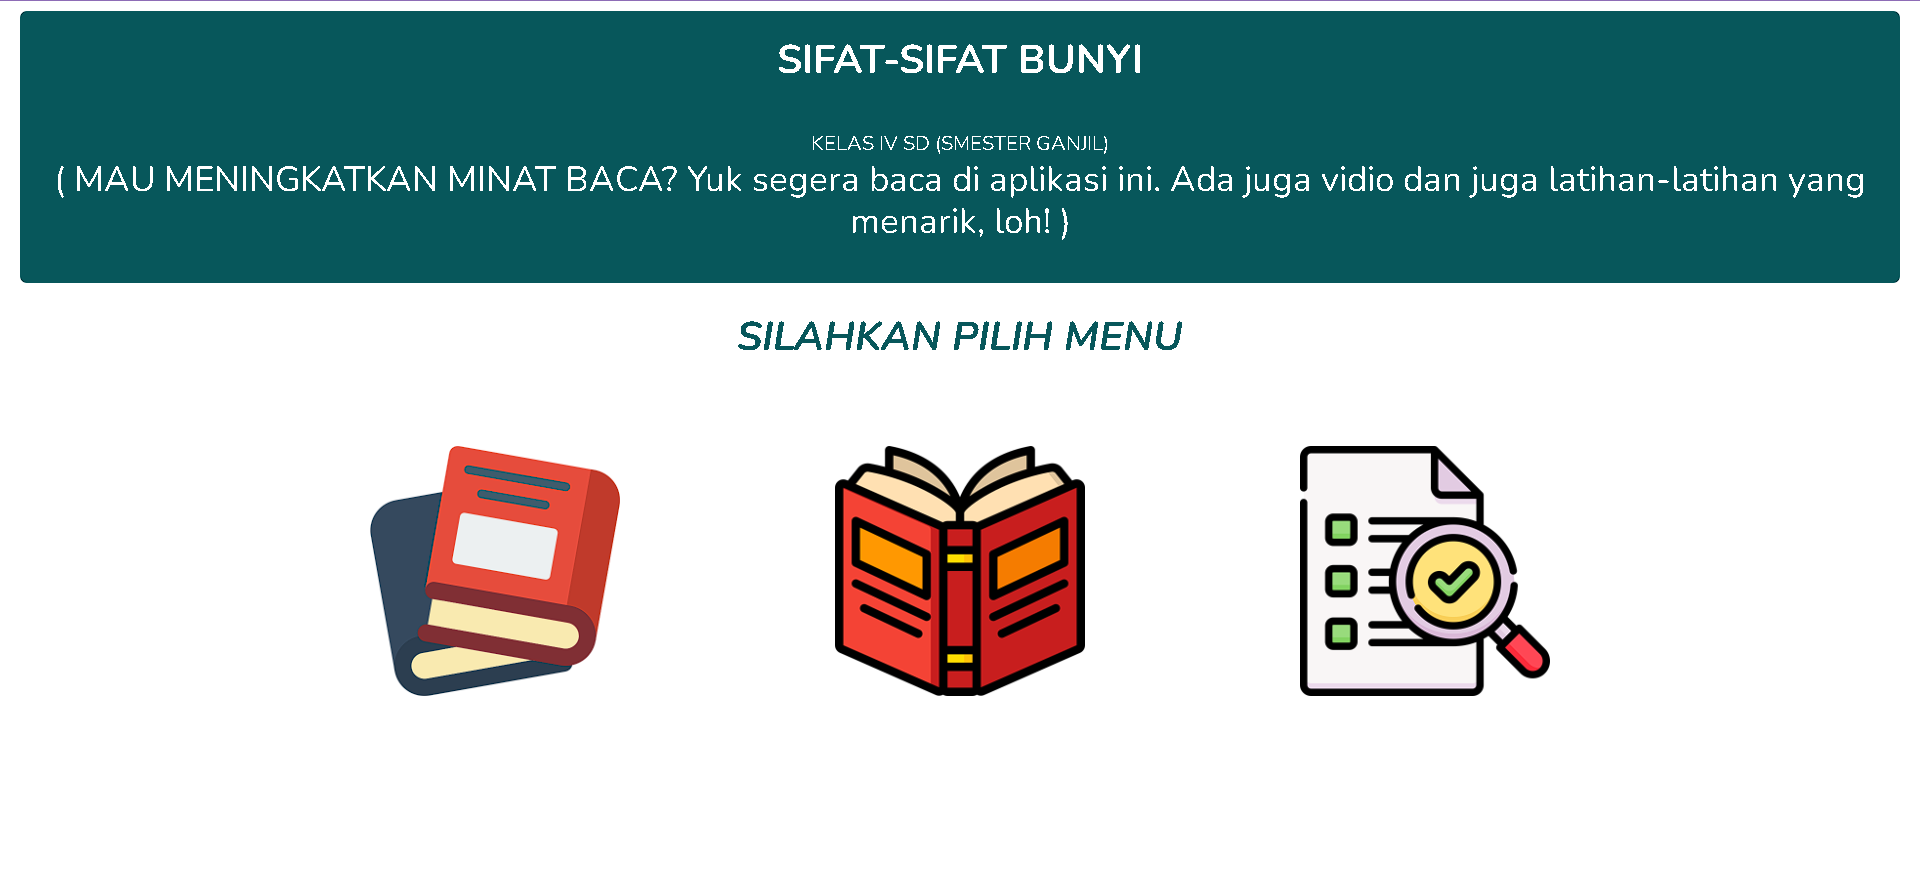 SIFAT-SIFAT BUNYI
KELAS IV SD (SMESTER GANJIL)
( MAU MENINGKATKAN MINAT BACA? Yuk segera baca di aplikasi ini. Ada juga vidio dan juga latihan-latihan yang
menarik, loh! )
SILAHKAN PILIH MENU